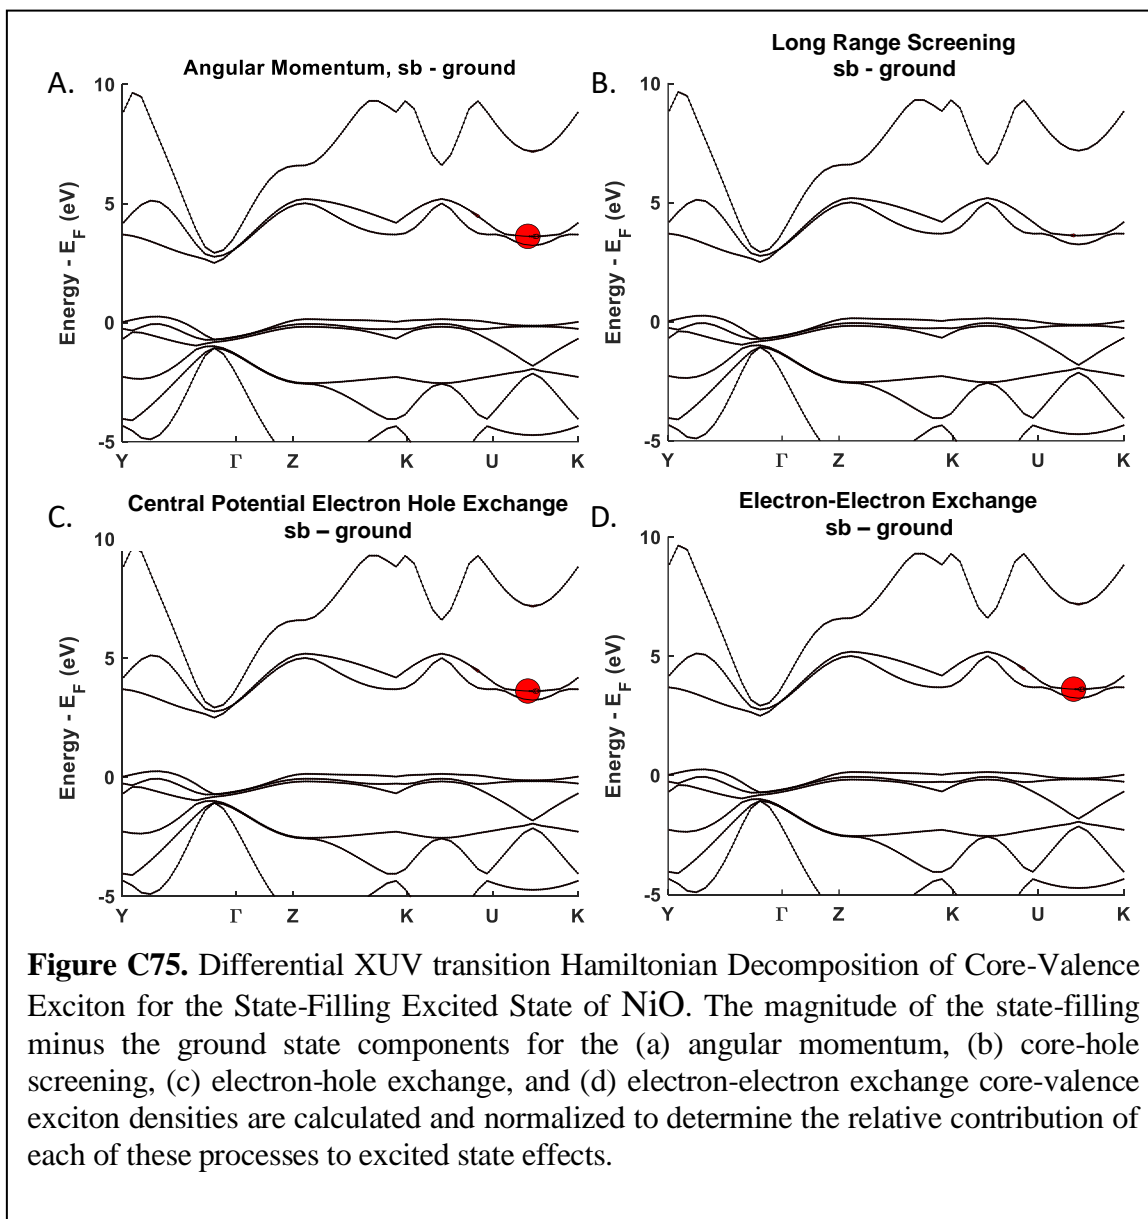 A.
Angular Momentum, sb - ground
10
5
0
-5
Energy - E_F (eV)
Y Γ Z K U K
B.
Long Range Screening
sb - ground
10
5
0
-5
Energy - E_F (eV)
Y Γ Z K U K
C.
Central Potential Electron Hole Exchange
sb – ground
10
5
0
-5
Energy - E_F (eV)
Y Γ Z K U K
D.
Electron-Electron Exchange
sb – ground
10
5
0
-5
Energy - E_F (eV)
Y Γ Z K U K
Figure C75. Differential XUV transition Hamiltonian Decomposition of Core-Valence
Exciton for the State-Filling Excited State of NiO. The magnitude of the state-filling
minus the ground state components for the (a) angular momentum, (b) core-hole
screening, (c) electron-hole exchange, and (d) electron-electron exchange core-valence
exciton densities are calculated and normalized to determine the relative contribution of
each of these processes to excited state effects.